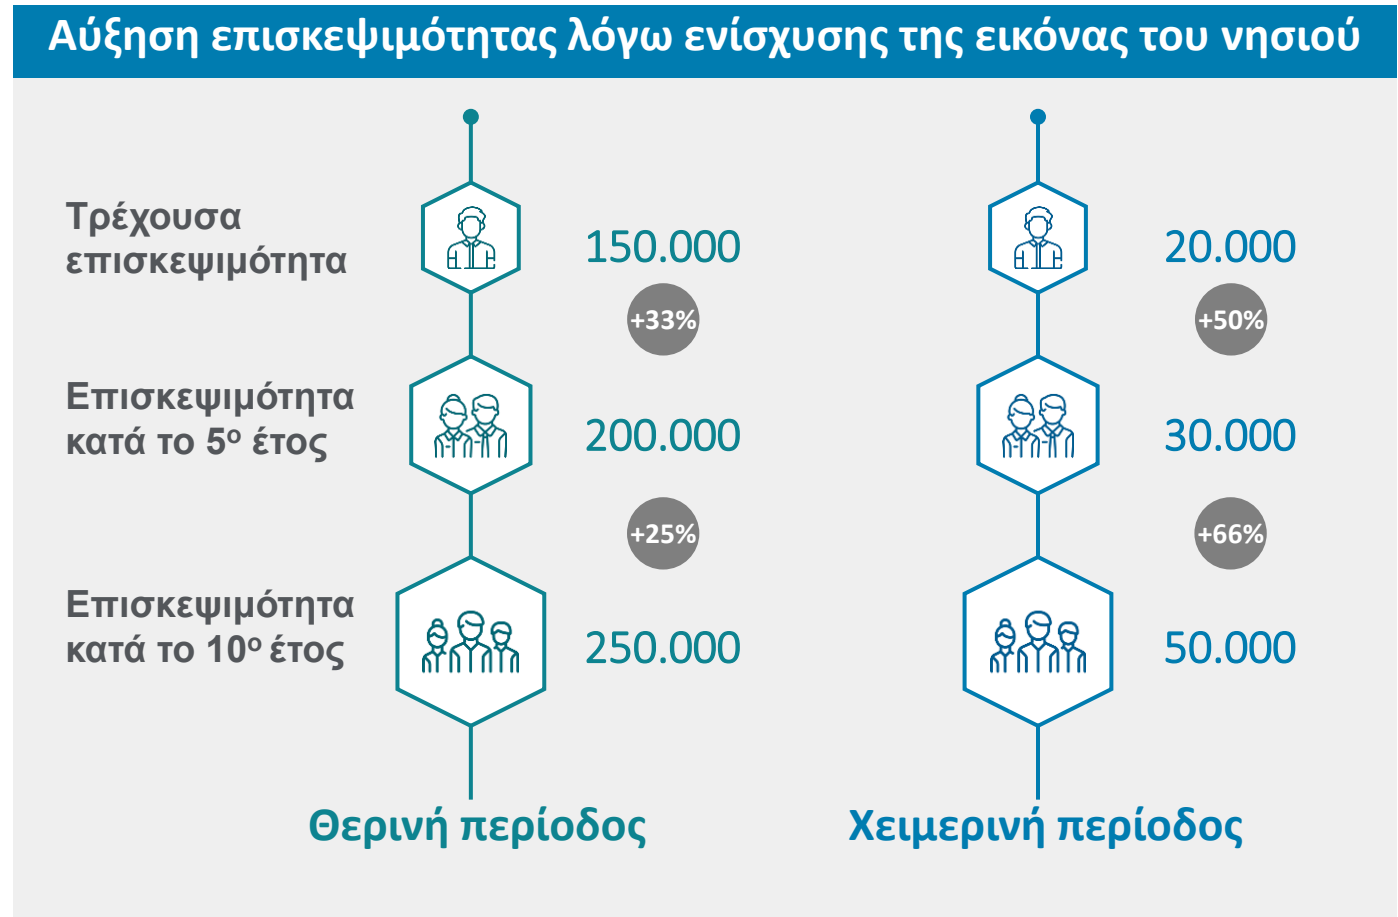 Αύξηση επισκεψιμότητας λόγω ενίσχυσης της εικόνας του νησιού
Τρέχουσα
επισκεψιμότητα
150.000
20.000
+33%
+50%
Επισκεψιμότητα
κατά το 5ο έτος
200.000
30.000
+25%
+66%
Επισκεψιμότητα
κατά το 10ο έτος
250.000
50.000
Θερινή περίοδος
Χειμερινή περίοδος